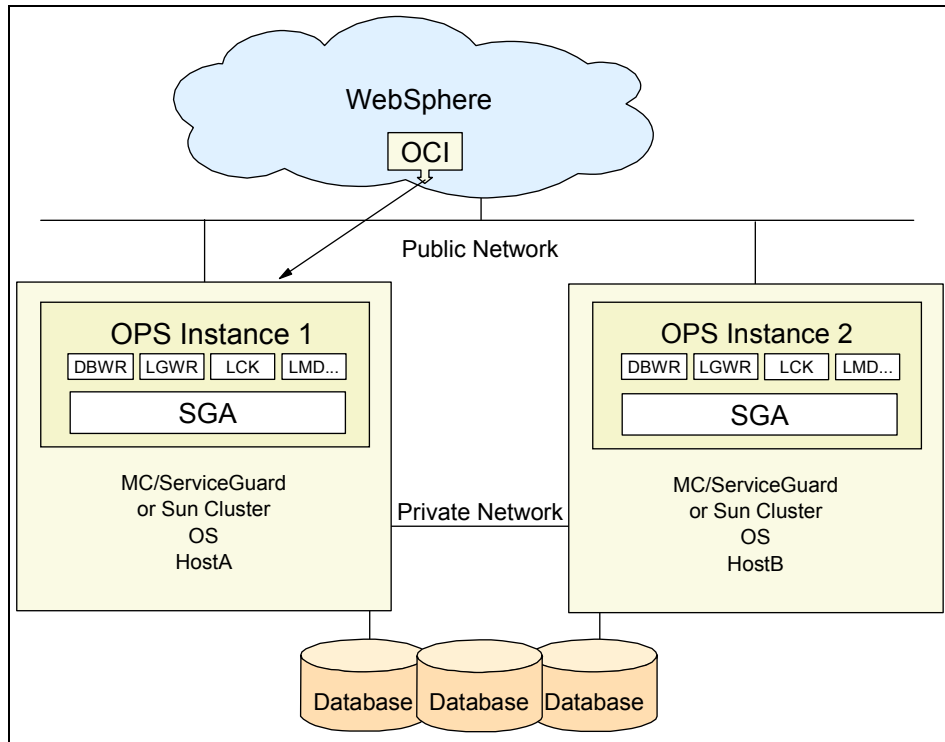 WebSphere
OCI
Public Network
OPS Instance 1
DBWR LGWR LCK LMD...
SGA
MC/ServiceGuard
or Sun Cluster
OS
HostA
Private Network
OPS Instance 2
DBWR LGWR LCK LMD...
SGA
MC/ServiceGuard
or Sun Cluster
OS
HostB
Database
Database
Database